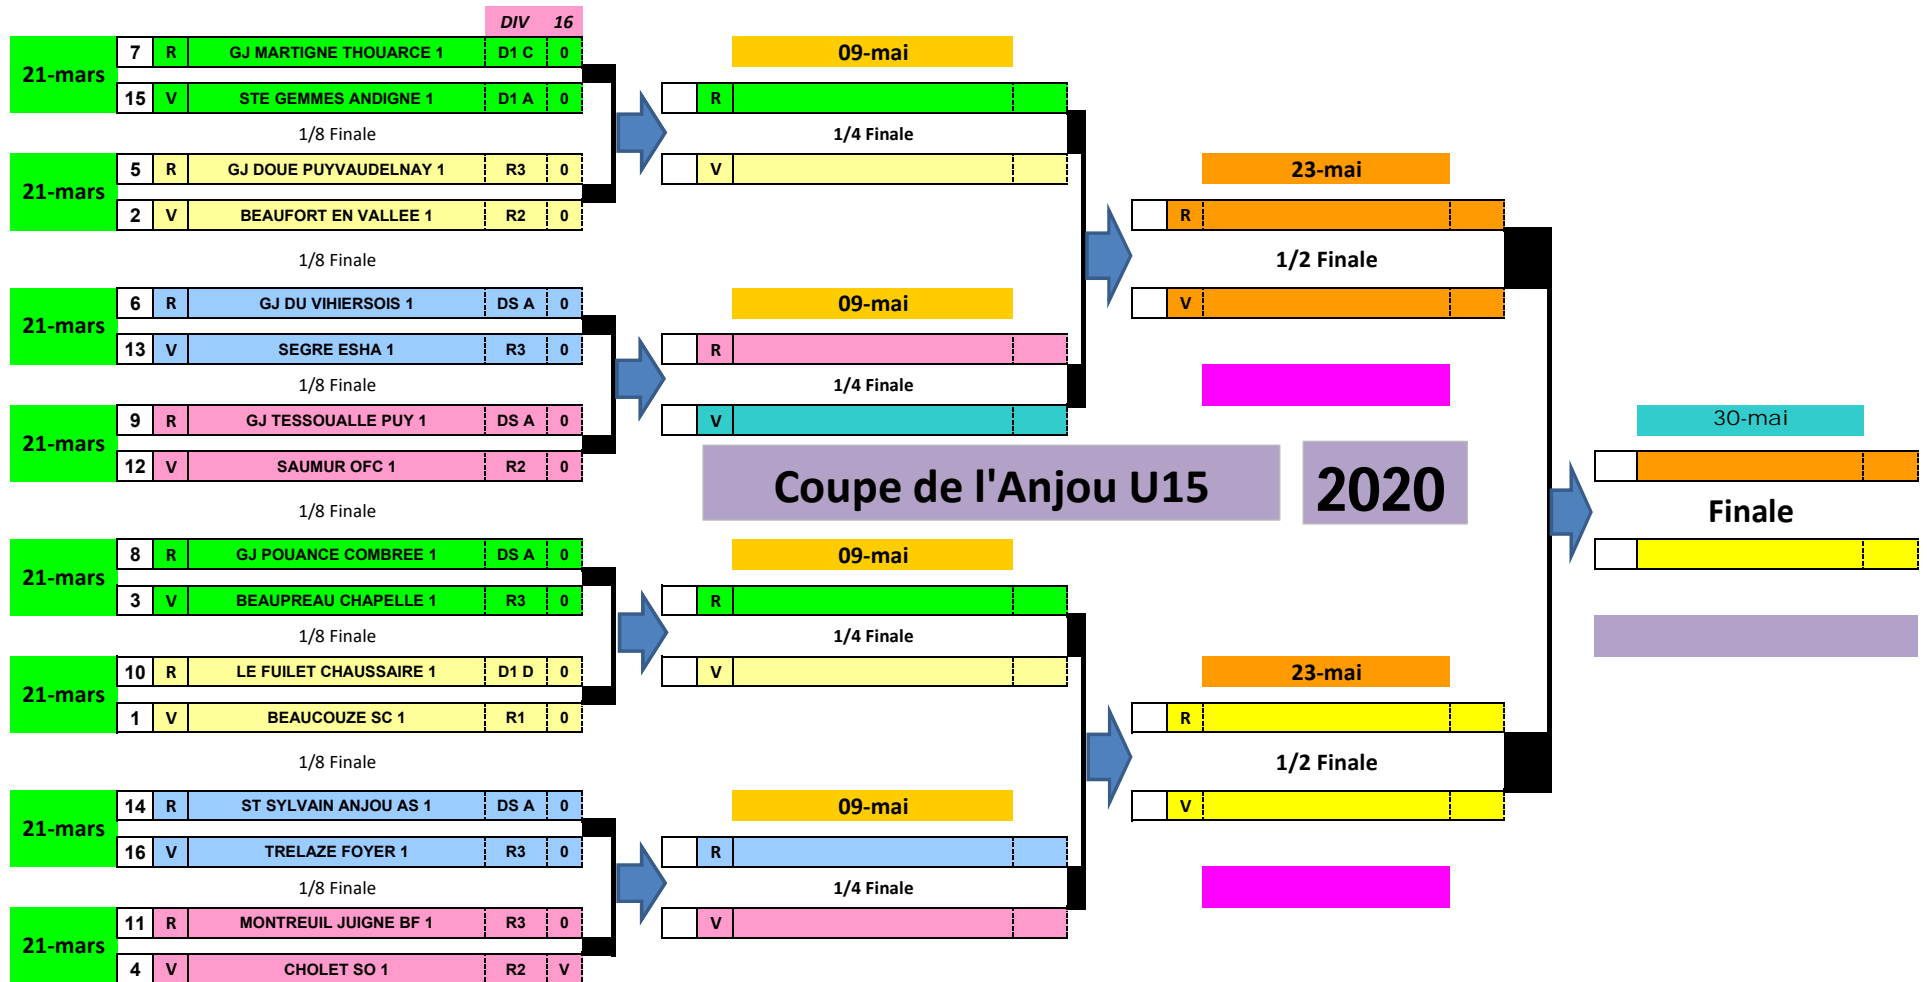 DIV 16
21-mars
7 R GJ MARTIGNE THOUARCE 1 D1 C 0
15 V STE GEMMES ANDIGNE 1 D1 A 0
1/8 Finale
21-mars
5 R GJ DOUE PUYVAUDELNAY 1 R3 0
2 V BEAUFORT EN VALLEE 1 R2 0
1/8 Finale
21-mars
6 R GJ DU VIHIERSOIS 1 DS A 0
13 V SEGRE ESHA 1 R3 0
1/8 Finale
21-mars
9 R GJ TESSOUALLE PUY 1 DS A 0
12 V SAUMUR OFC 1 R2 0
1/8 Finale
21-mars
8 R GJ POUANCE COMBREE 1 DS A 0
3 V BEAUPREAU CHAPELLE 1 R3 0
1/8 Finale
21-mars
10 R LE FUILET CHAUSSAIRE 1 D1 D 0
1 V BEAUCOUZE SC 1 R1 0
1/8 Finale
21-mars
14 R ST SYLVAIN ANJOU AS 1 DS A 0
16 V TRELAZE FOYER 1 R3 0
1/8 Finale
21-mars
11 R MONTREUIL JUIGNE BF 1 R3 0
4 V CHOLET SO 1 R2 V
09-mai
R
1/4 Finale
V
09-mai
R
1/4 Finale
V
Coupe de l'Anjou U15 2020
09-mai
R
1/4 Finale
V
09-mai
R
1/4 Finale
V
23-mai
R
1/2 Finale
V
23-mai
R
1/2 Finale
V
30-mai
Finale